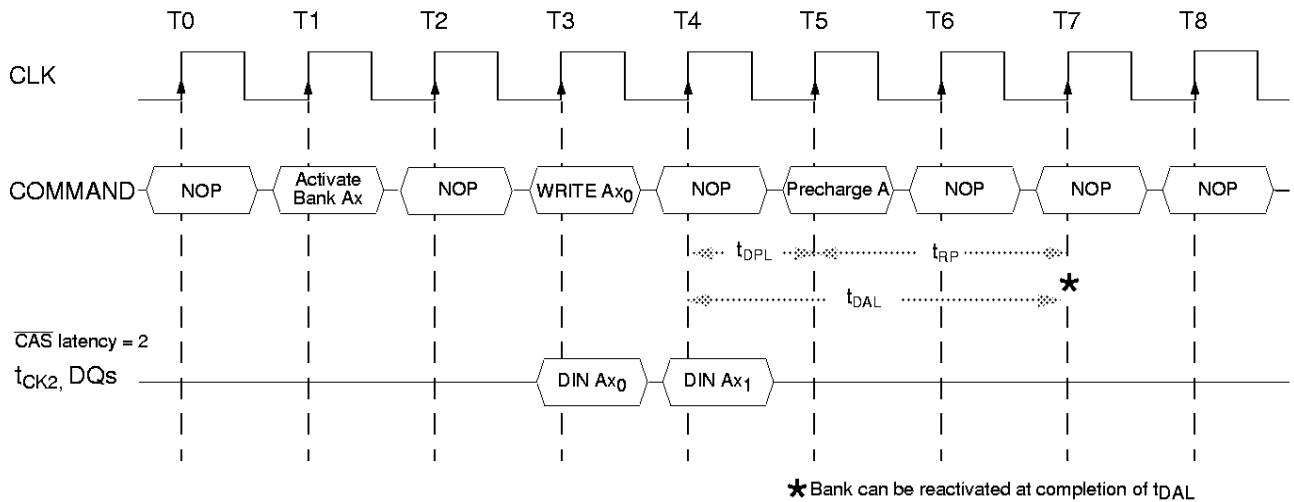 T0 T1 T2 T3 T4 T5 T6 T7 T8
CLK
COMMAND NOP Activate Bank Ax NOP WRITE Ax0 NOP Precharge A NOP NOP NOP
tDPL tRP
★
tDAL
CAS latency = 2
tCK2, DQs DIN Ax0 DIN Ax1
★ Bank can be reactivated at completion of tDAL